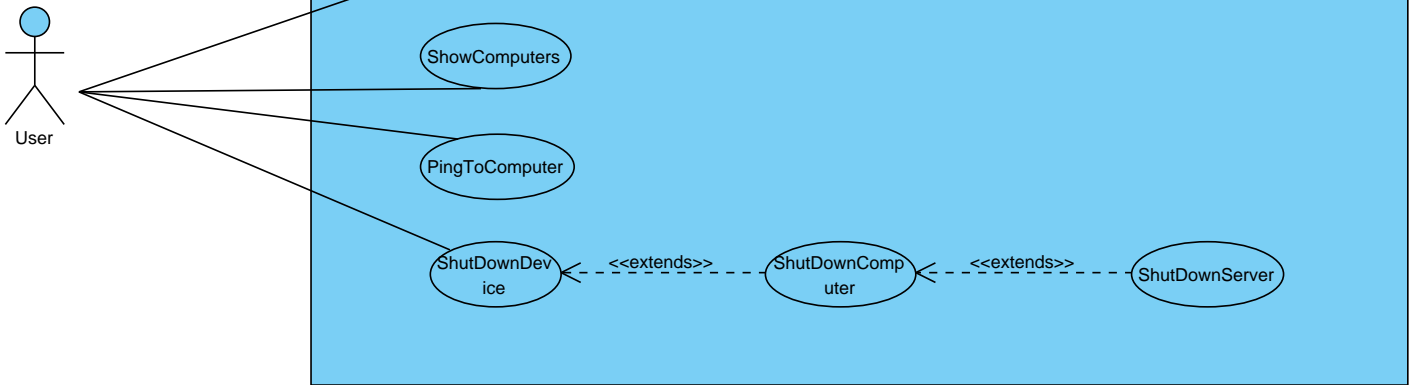 ShowComputers
User
PingToComputer
ShutDownDev
ice
<<extends>>
ShutDownComp
uter
<<extends>>
ShutDownServer